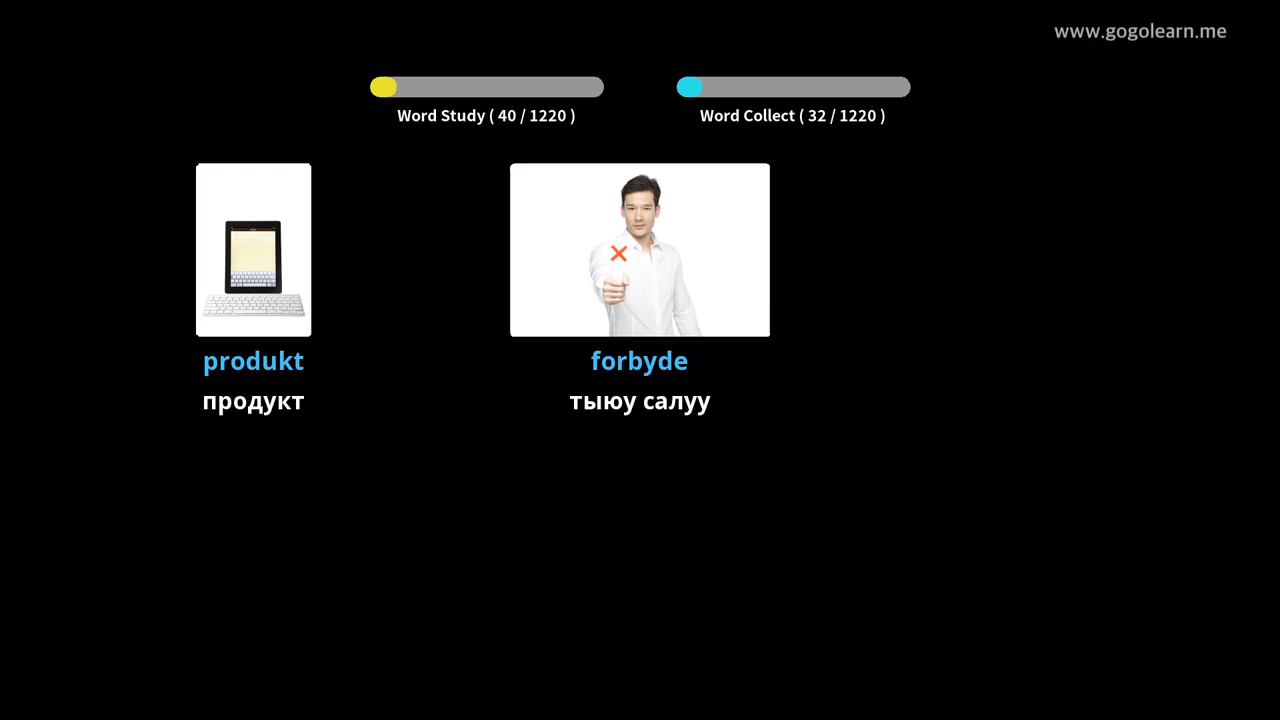 www.gogolearn.me
Word Study ( 40 / 1220 )
Word Collect ( 32 / 1220 )
produkt
forbyde
продукт
тыюу салуу